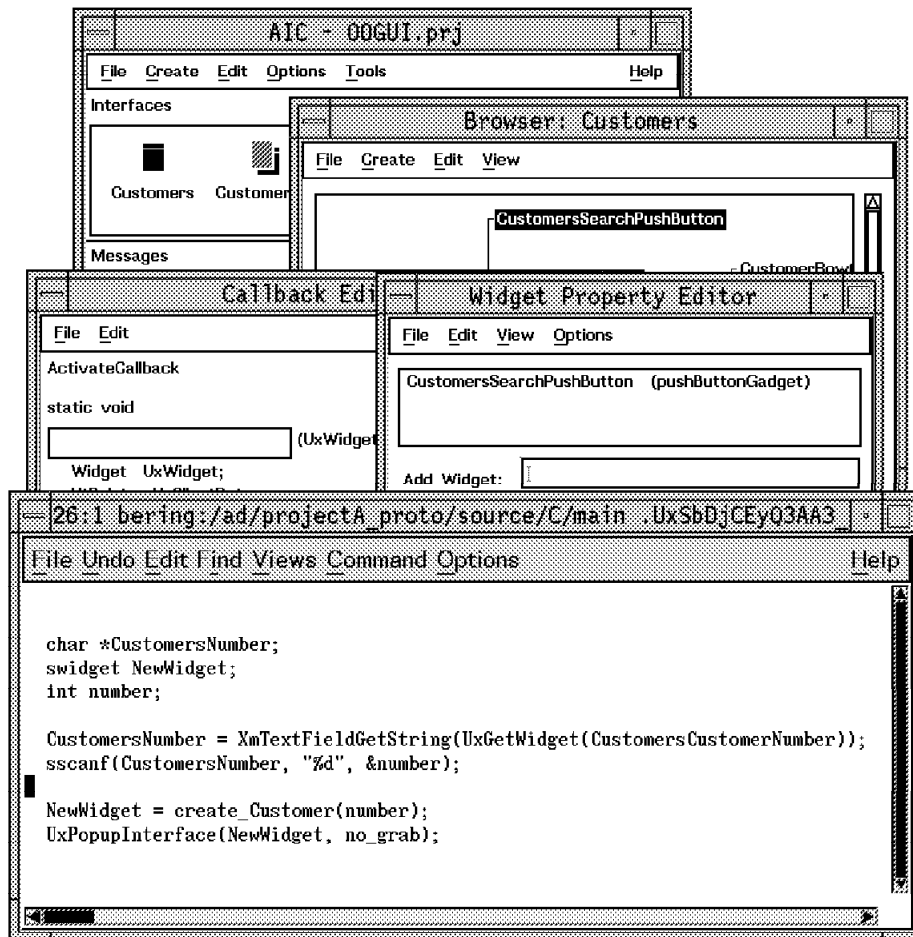 AIC - OOGUI.prj
File Create Edit Options Tools Help
Interfaces
Customers Customer
Messages
Browser: Customers
File Create Edit View
CustomersSearchPushButton
Callback Edi
File Edit
ActivateCallback
static void
(UxWidget
Widget UxWidget;
Widget Property Editor
File Edit View Options
CustomersSearchPushButton (pushButtonGadget)
Add Widget:
26:1 bering:/ad/projectA_proto/source/C/main .UxSbDjCEyQ3AA3_
File Undo Edit Find Views Command Options Help
char *CustomersNumber;
swidget NewWidget;
int number;
CustomersNumber = XmTextFieldGetString(UxGetWidget(CustomersCustomerNumber));
sscanf(CustomersNumber, "%d", &number);
NewWidget = create_Customer(number);
UxPopupInterface(NewWidget, no_grab);